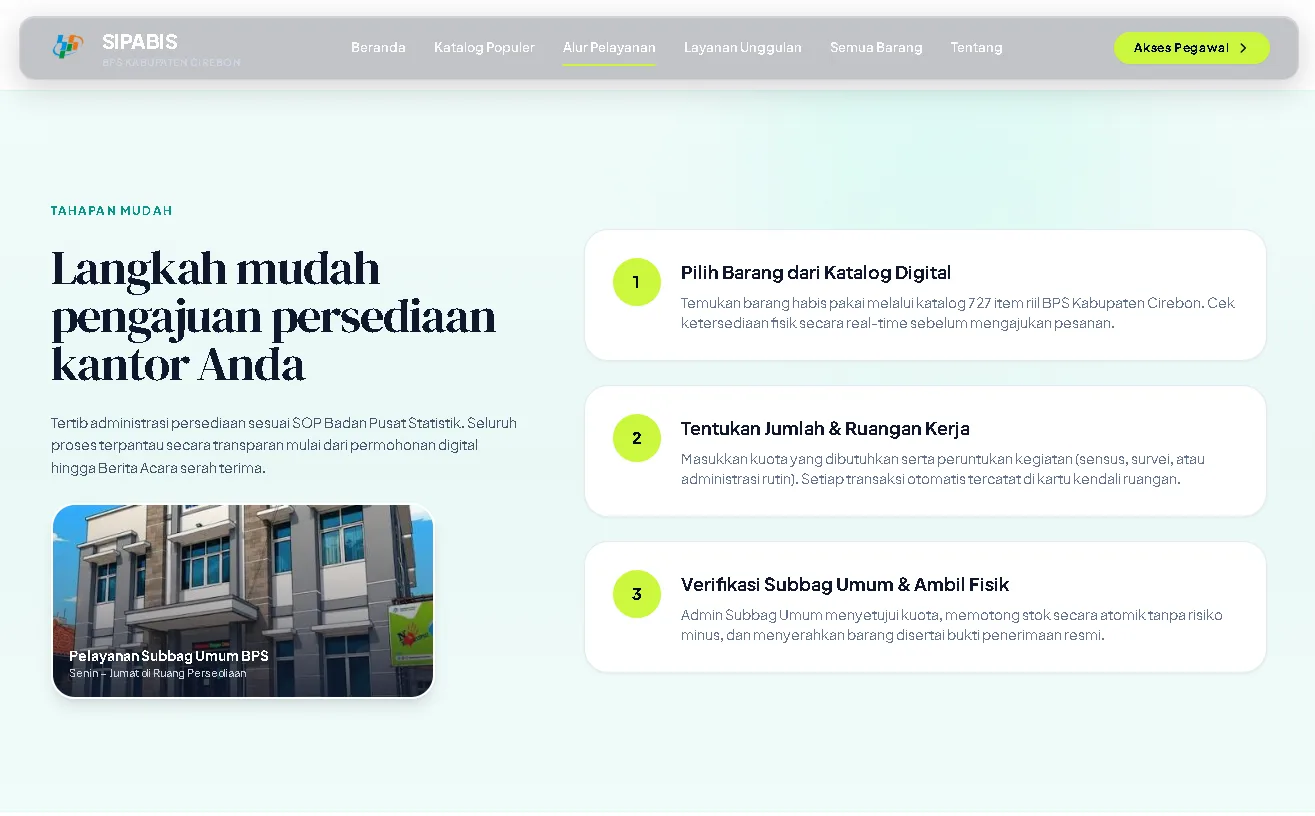 SIPABIS
BPS KABUPATEN CIREBON
Beranda
Katalog Populer
Alur Pelayanan
Layanan Unggulan
Semua Barang
Tentang
Akses Pegawai
TAHAPAN MUDAH
Langkah mudah
pengajuan persediaan
kantor Anda
Tertib administrasi persediaan sesuai SOP Badan Pusat Statistik. Seluruh
proses terpantau secara transparan mulai dari permohonan digital
hingga Berita Acara serah terima.
Pelayanan Subbag Umum BPS
Senin – Jumat di Ruang Persediaan
1
Pilih Barang dari Katalog Digital
Temukan barang habis pakai melalui katalog 727 item riil BPS Kabupaten Cirebon. Cek
ketersediaan fisik secara real-time sebelum mengajukan pesanan.
2
Tentukan Jumlah & Ruangan Kerja
Masukkan kuota yang dibutuhkan serta peruntukan kegiatan (sensus, survei, atau
administrasi rutin). Setiap transaksi otomatis tercatat di kartu kendali ruangan.
3
Verifikasi Subbag Umum & Ambil Fisik
Admin Subbag Umum menyetujui kuota, memotong stok secara atomik tanpa risiko
minus, dan menyerahkan barang disertai bukti penerimaan resmi.